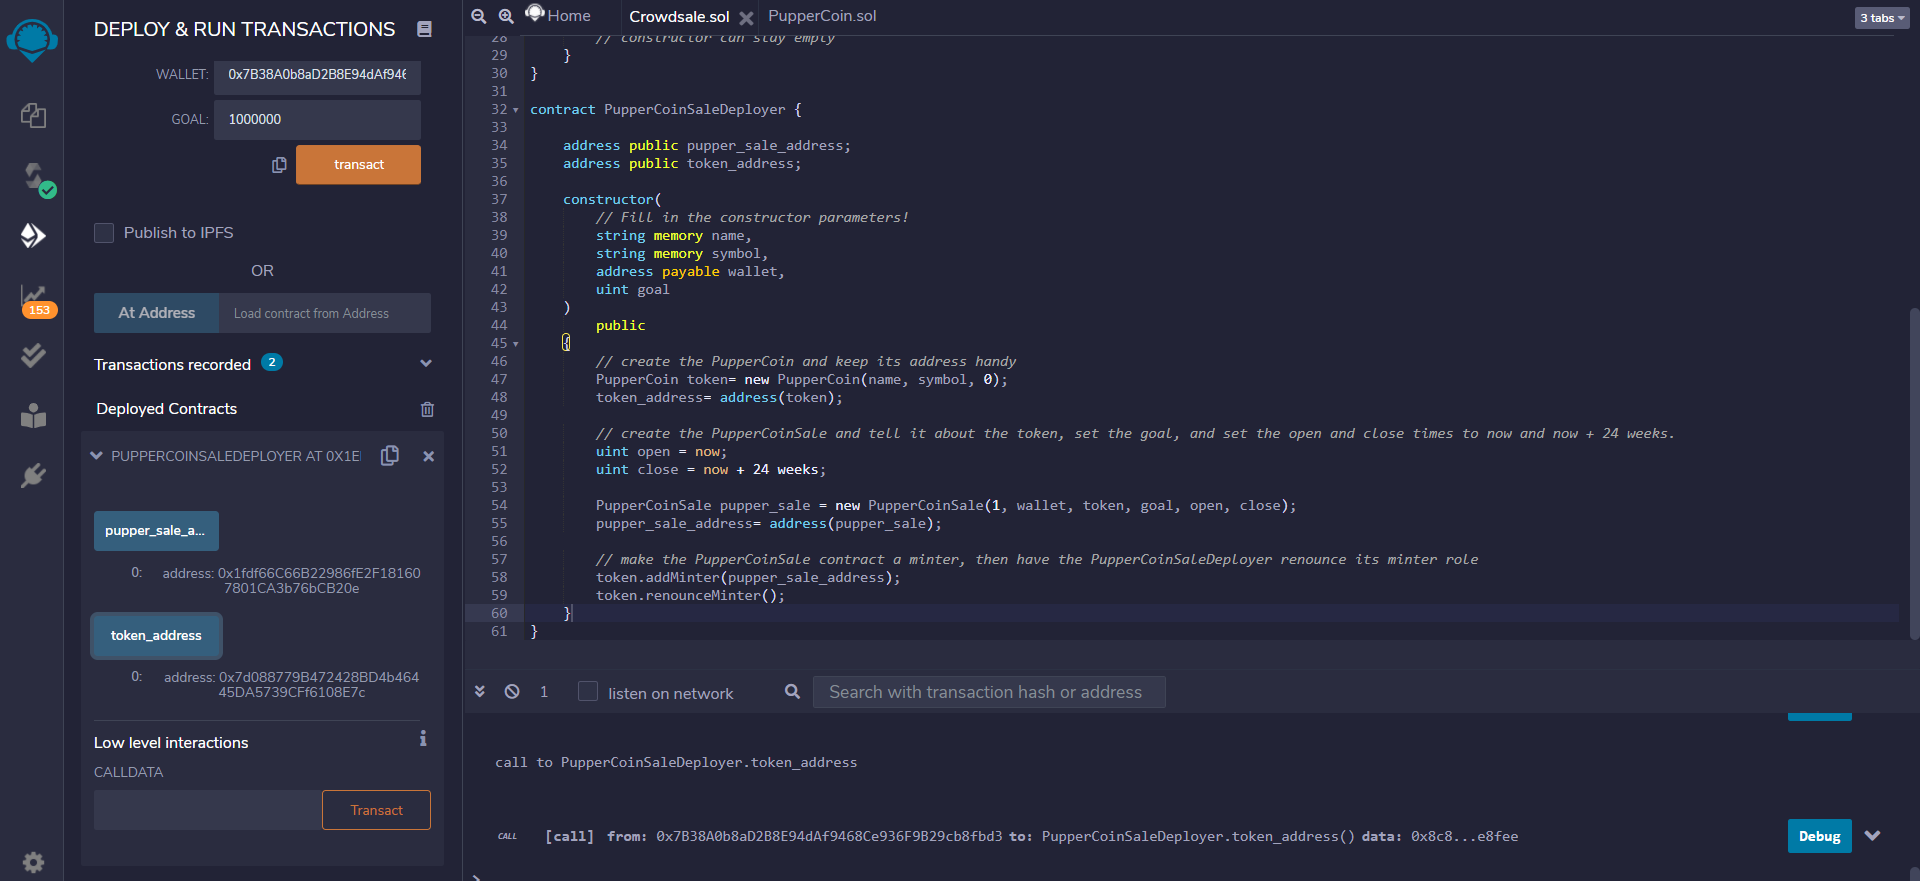 DEPLOY & RUN TRANSACTIONS
WALLET: 0x7B38A0b8aD2B8E94dAf946
GOAL: 1000000
transact
Publish to IPFS
OR
At Address Load contract from Address
Transactions recorded 2
Deployed Contracts
PUPPERCOINSALEDEPLOYER AT 0X1E
pupper_sale_a...
0: address: 0x1fdf66C66B22986fE2F18160
7801CA3b76bCB20e
token_address
0: address: 0x7d088779B472428BD4b464
45DA5739CFf6108E7c
Low level interactions
CALLDATA
Transact
153
Home Crowdsale.sol PupperCoin.sol
3 tabs
28 // constructor can stay empty
29 }
30 }
31
32 contract PupperCoinSaleDeployer {
33
34 address public pupper_sale_address;
35 address public token_address;
36
37 constructor(
38 // Fill in the constructor parameters!
39 string memory name,
40 string memory symbol,
41 address payable wallet,
42 uint goal
43 )
44 public
45 {
46 // create the PupperCoin and keep its address handy
47 PupperCoin token= new PupperCoin(name, symbol, 0);
48 token_address= address(token);
49
50 // create the PupperCoinSale and tell it about the token, set the goal, and set the open and close times to now and now + 24 weeks.
51 uint open = now;
52 uint close = now + 24 weeks;
53
54 PupperCoinSale pupper_sale = new PupperCoinSale(1, wallet, token, goal, open, close);
55 pupper_sale_address= address(pupper_sale);
56
57 // make the PupperCoinSale contract a minter, then have the PupperCoinSaleDeployer renounce its minter role
58 token.addMinter(pupper_sale_address);
59 token.renounceMinter();
60 }
61 }
1 listen on network Search with transaction hash or address
call to PupperCoinSaleDeployer.token_address
CALL [call] from: 0x7B38A0b8aD2B8E94dAf9468Ce936F9B29cb8fbd3 to: PupperCoinSaleDeployer.token_address() data: 0x8c8...e8fee Debug
>